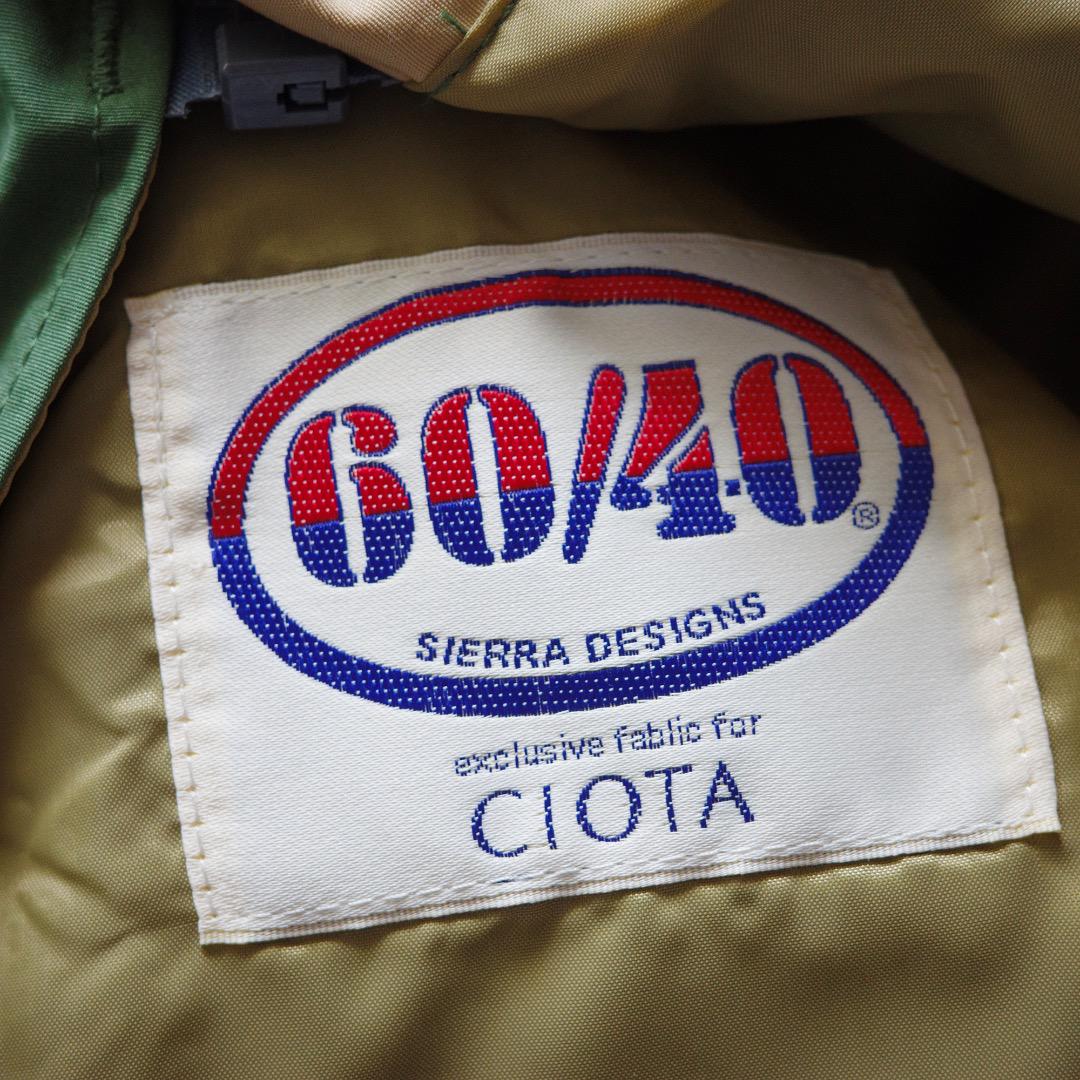 60/40®
SIERRA DESIGNS
exclusive fablic for
CIOTA